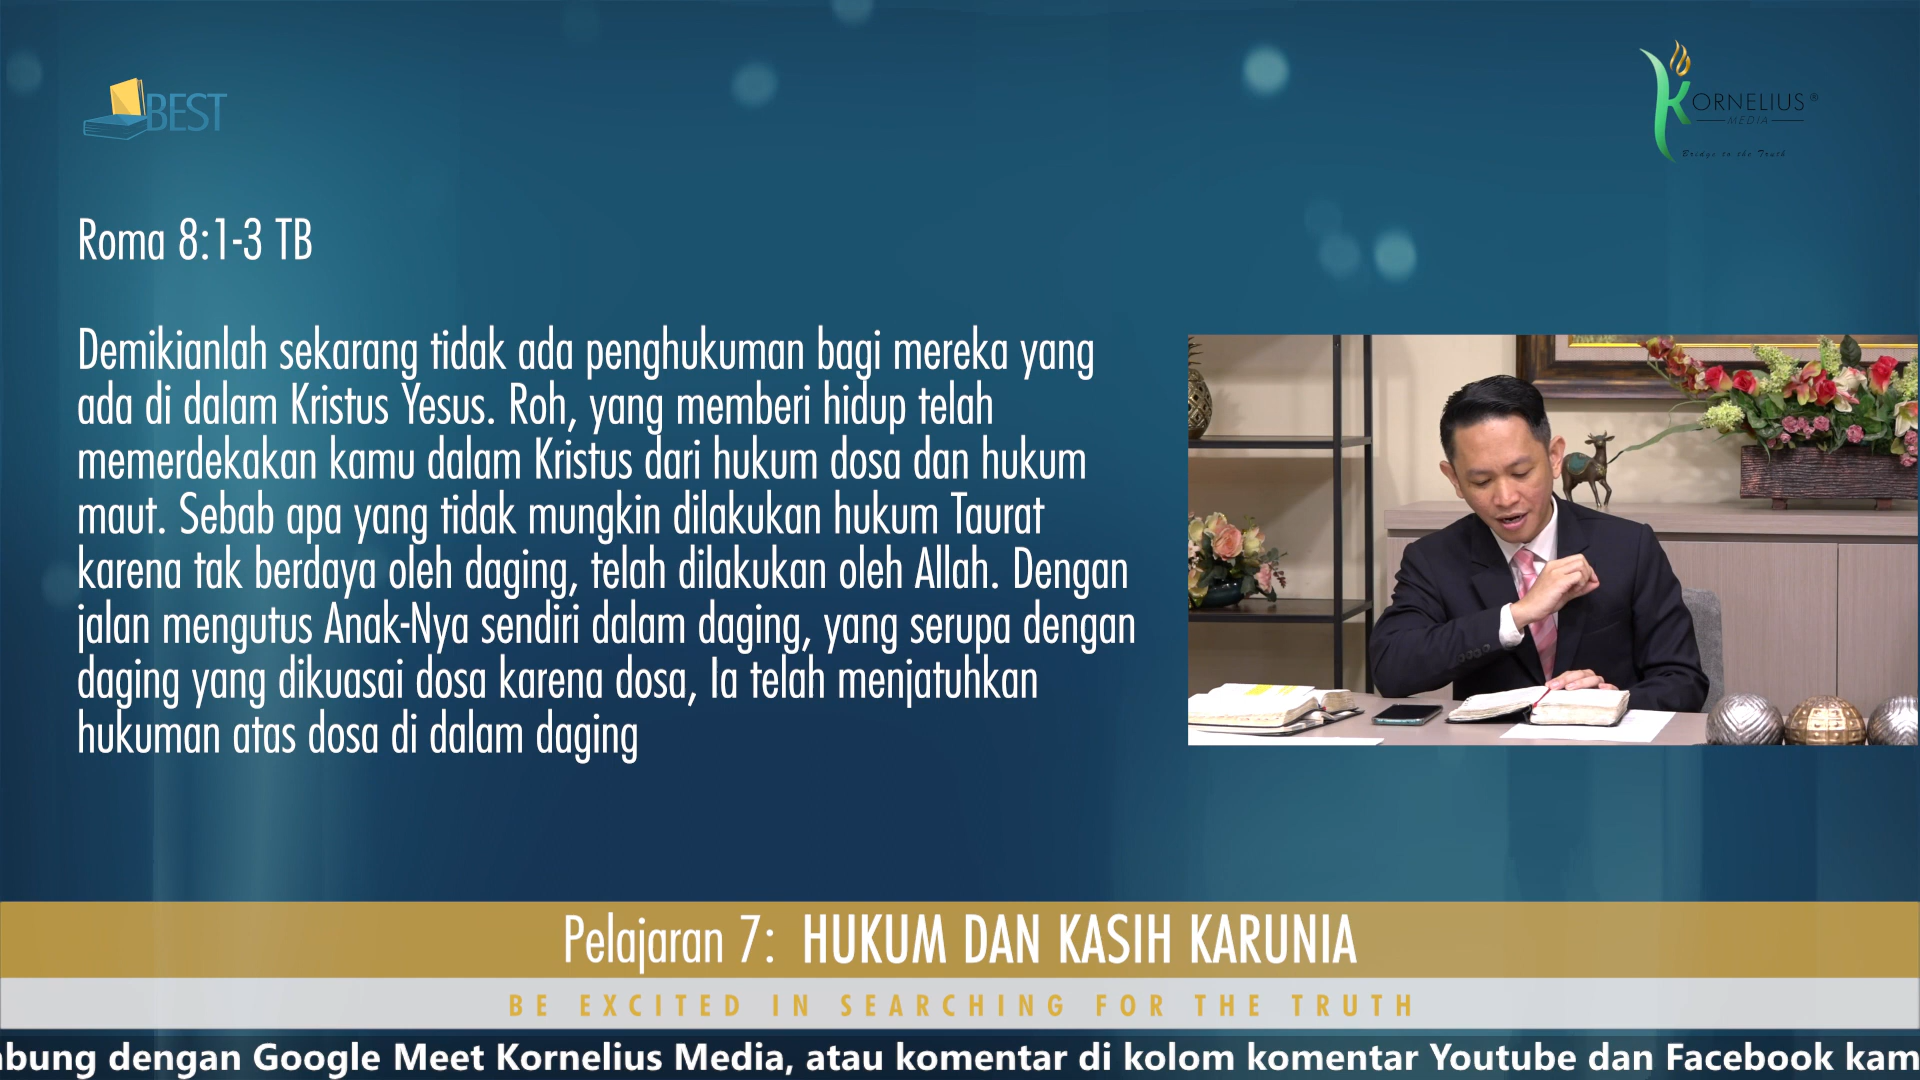 BEST
KORNELIUS ®
MEDIA
Bridge to the Truth
Roma 8:1-3 TB
Demikianlah sekarang tidak ada penghukuman bagi mereka yang
ada di dalam Kristus Yesus. Roh, yang memberi hidup telah
memerdekakan kamu dalam Kristus dari hukum dosa dan hukum
maut. Sebab apa yang tidak mungkin dilakukan hukum Taurat
karena tak berdaya oleh daging, telah dilakukan oleh Allah. Dengan
jalan mengutus Anak-Nya sendiri dalam daging, yang serupa dengan
daging yang dikuasai dosa karena dosa, Ia telah menjatuhkan
hukuman atas dosa di dalam daging
Pelajaran 7: HUKUM DAN KASIH KARUNIA
BE EXCITED IN SEARCHING FOR THE TRUTH
bung dengan Google Meet Kornelius Media, atau komentar di kolom komentar Youtube dan Facebook kam